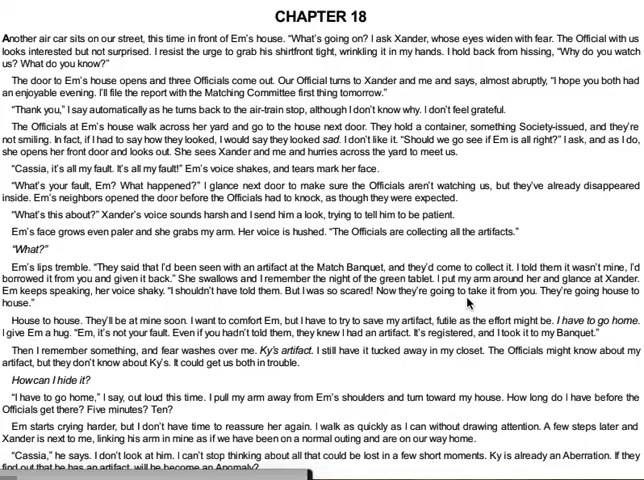 CHAPTER 18
Another air car sits on our street, this time in front of Em's house. "What's going on? I ask Xander, whose eyes widen with fear. The Official with us
looks interested but not surprised. I resist the urge to grab his shirtfront tight, wrinkling it in my hands. I hold back from hissing, "Why do you watch
us? What do you know?"
The door to Em's house opens and three Officials come out. Our Official turns to Xander and me and says, almost abruptly, "I hope you both had
an enjoyable evening. I'll file the report with the Matching Committee first thing tomorrow."
"Thank you," I say automatically as he turns back to the air-train stop, although I don't know why. I don't feel grateful.
The Officials at Em's house walk across her yard and go to the house next door. They hold a container, something Society-issued, and they're
not smiling. In fact, if I had to say how they looked, I would say they looked sad. I don't like it. "Should we go see if Em is all right?" I ask, and as I do,
she opens her front door and looks out. She sees Xander and me and hurries across the yard to meet us.
"Cassia, it's all my fault. It's all my fault!" Em's voice shakes, and tears mark her face.
"What's your fault, Em? What happened?" I glance next door to make sure the Officials aren't watching us, but they've already disappeared
inside. Em's neighbors opened the door before the Officials had to knock, as though they were expected.
"What's this about?" Xander's voice sounds harsh and I send him a look, trying to tell him to be patient.
Em's face grows even paler and she grabs my arm. Her voice is hushed. "The Officials are collecting all the artifacts."
"What?"
Em's lips tremble. "They said that I'd been seen with an artifact at the Match Banquet, and they'd come to collect it. I told them it wasn't mine, I'd
borrowed it from you and given it back." She swallows and I remember the night of the green tablet. I put my arm around her and glance at Xander.
Em keeps speaking, her voice shaky. "I shouldn't have told them. But I was so scared! Now they're going to take it from you. They're going house to
house."
House to house. They'll be at mine soon. I want to comfort Em, but I have to try to save my artifact, futile as the effort might be. I have to go home.
I give Em a hug. "Em, it's not your fault. Even if you hadn't told them, they knew I had an artifact. It's registered, and I took it to my Banquet."
Then I remember something, and fear washes over me. Ky's artifact. I still have it tucked away in my closet. The Officials might know about my
artifact, but they don't know about Ky's. It could get us both in trouble.
How can I hide it?
"I have to go home," I say, out loud this time. I pull my arm away from Em's shoulders and turn toward my house. How long do I have before the
Officials get there? Five minutes? Ten?
Em starts crying harder, but I don't have time to reassure her again. I walk as quickly as I can without drawing attention. A few steps later and
Xander is next to me, linking his arm in mine as if we have been on a normal outing and are on our way home.
"Cassia," he says. I don't look at him. I can't stop thinking about all that could be lost in a few short moments. Ky is already an Aberration. If they
find out that he has an artifact, will he become an Anomaly?